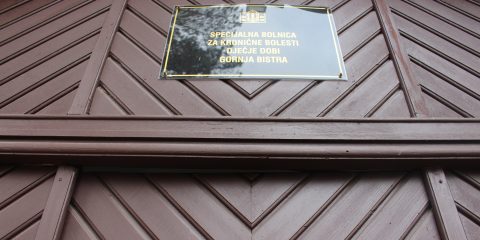 SPECIJALNA BOLNICA
ZA KRONIČNE BOLESTI
DJEČJE DOBI
GORNJA BISTRA